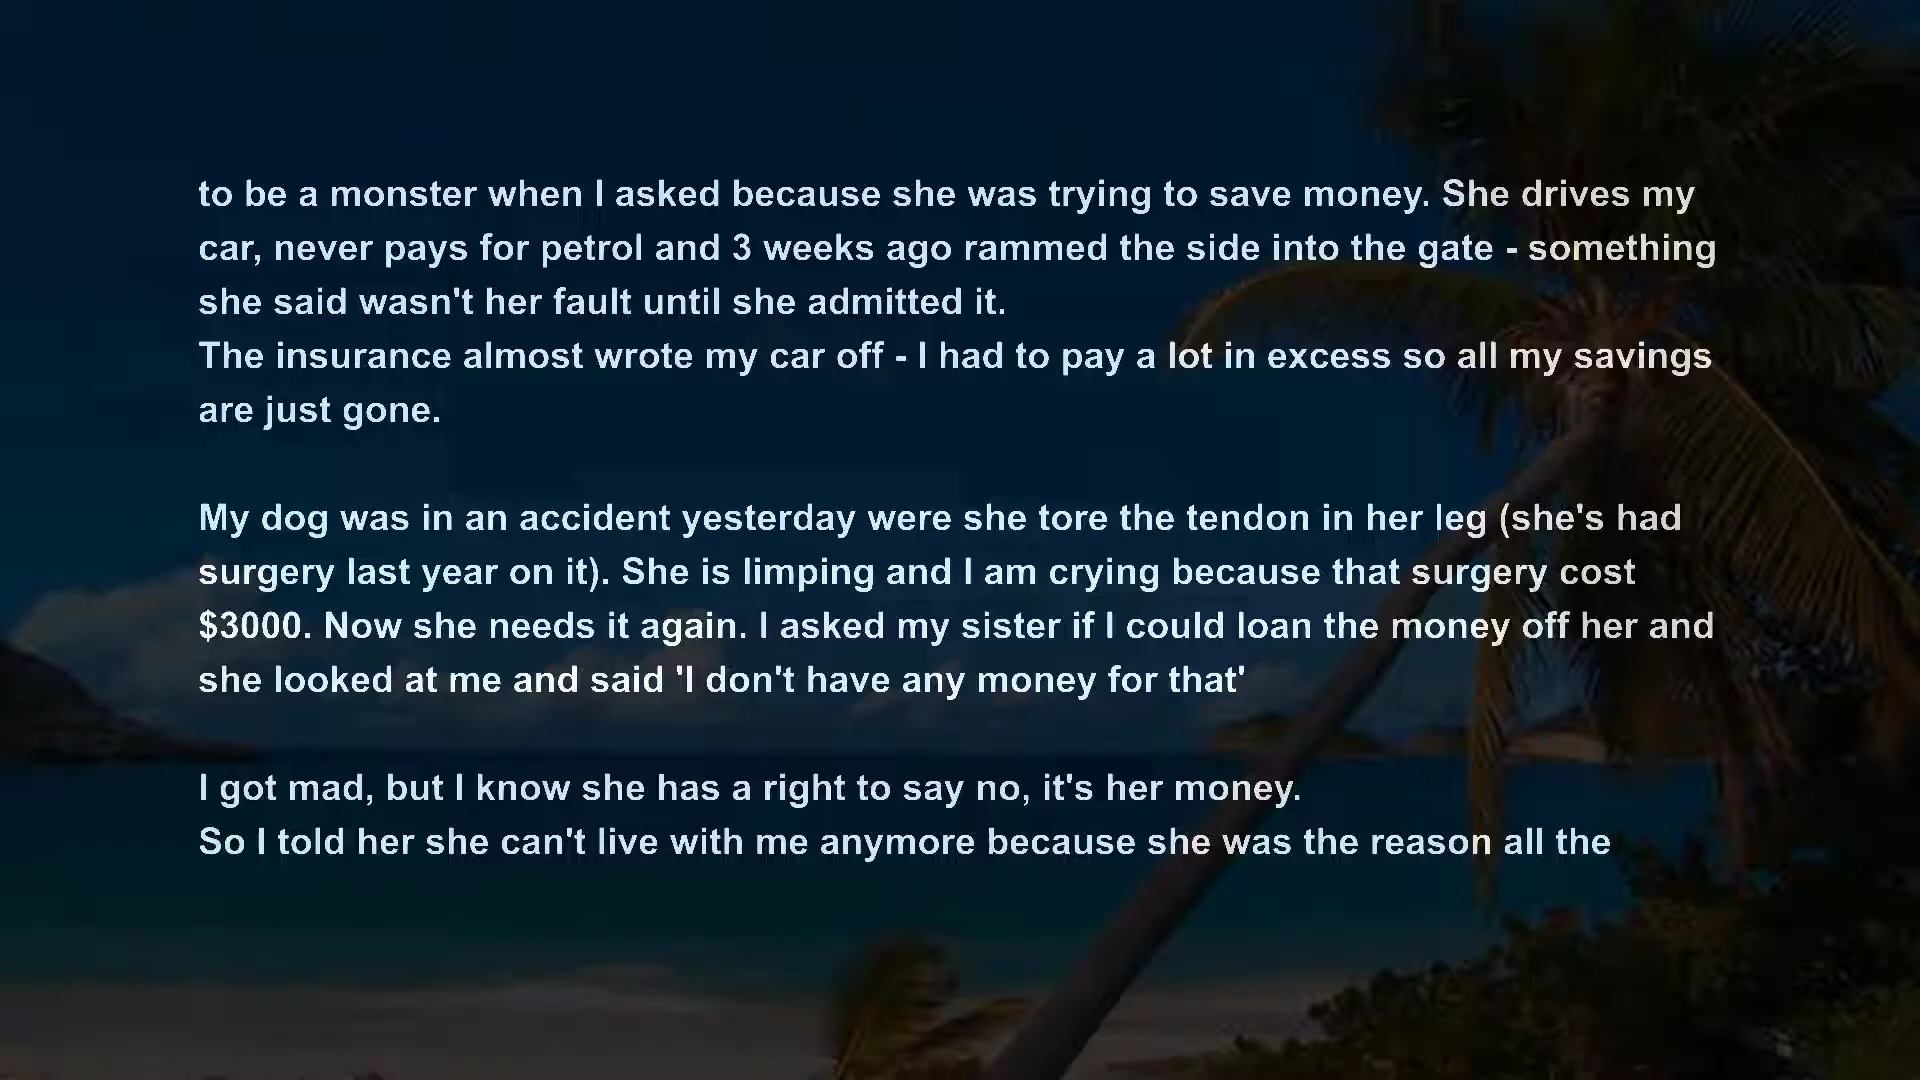 to be a monster when I asked because she was trying to save money. She drives my
car, never pays for petrol and 3 weeks ago rammed the side into the gate - something
she said wasn't her fault until she admitted it.
The insurance almost wrote my car off - I had to pay a lot in excess so all my savings
are just gone.
My dog was in an accident yesterday were she tore the tendon in her leg (she's had
surgery last year on it). She is limping and I am crying because that surgery cost
$3000. Now she needs it again. I asked my sister if I could loan the money off her and
she looked at me and said 'I don't have any money for that'
I got mad, but I know she has a right to say no, it's her money.
So I told her she can't live with me anymore because she was the reason all the